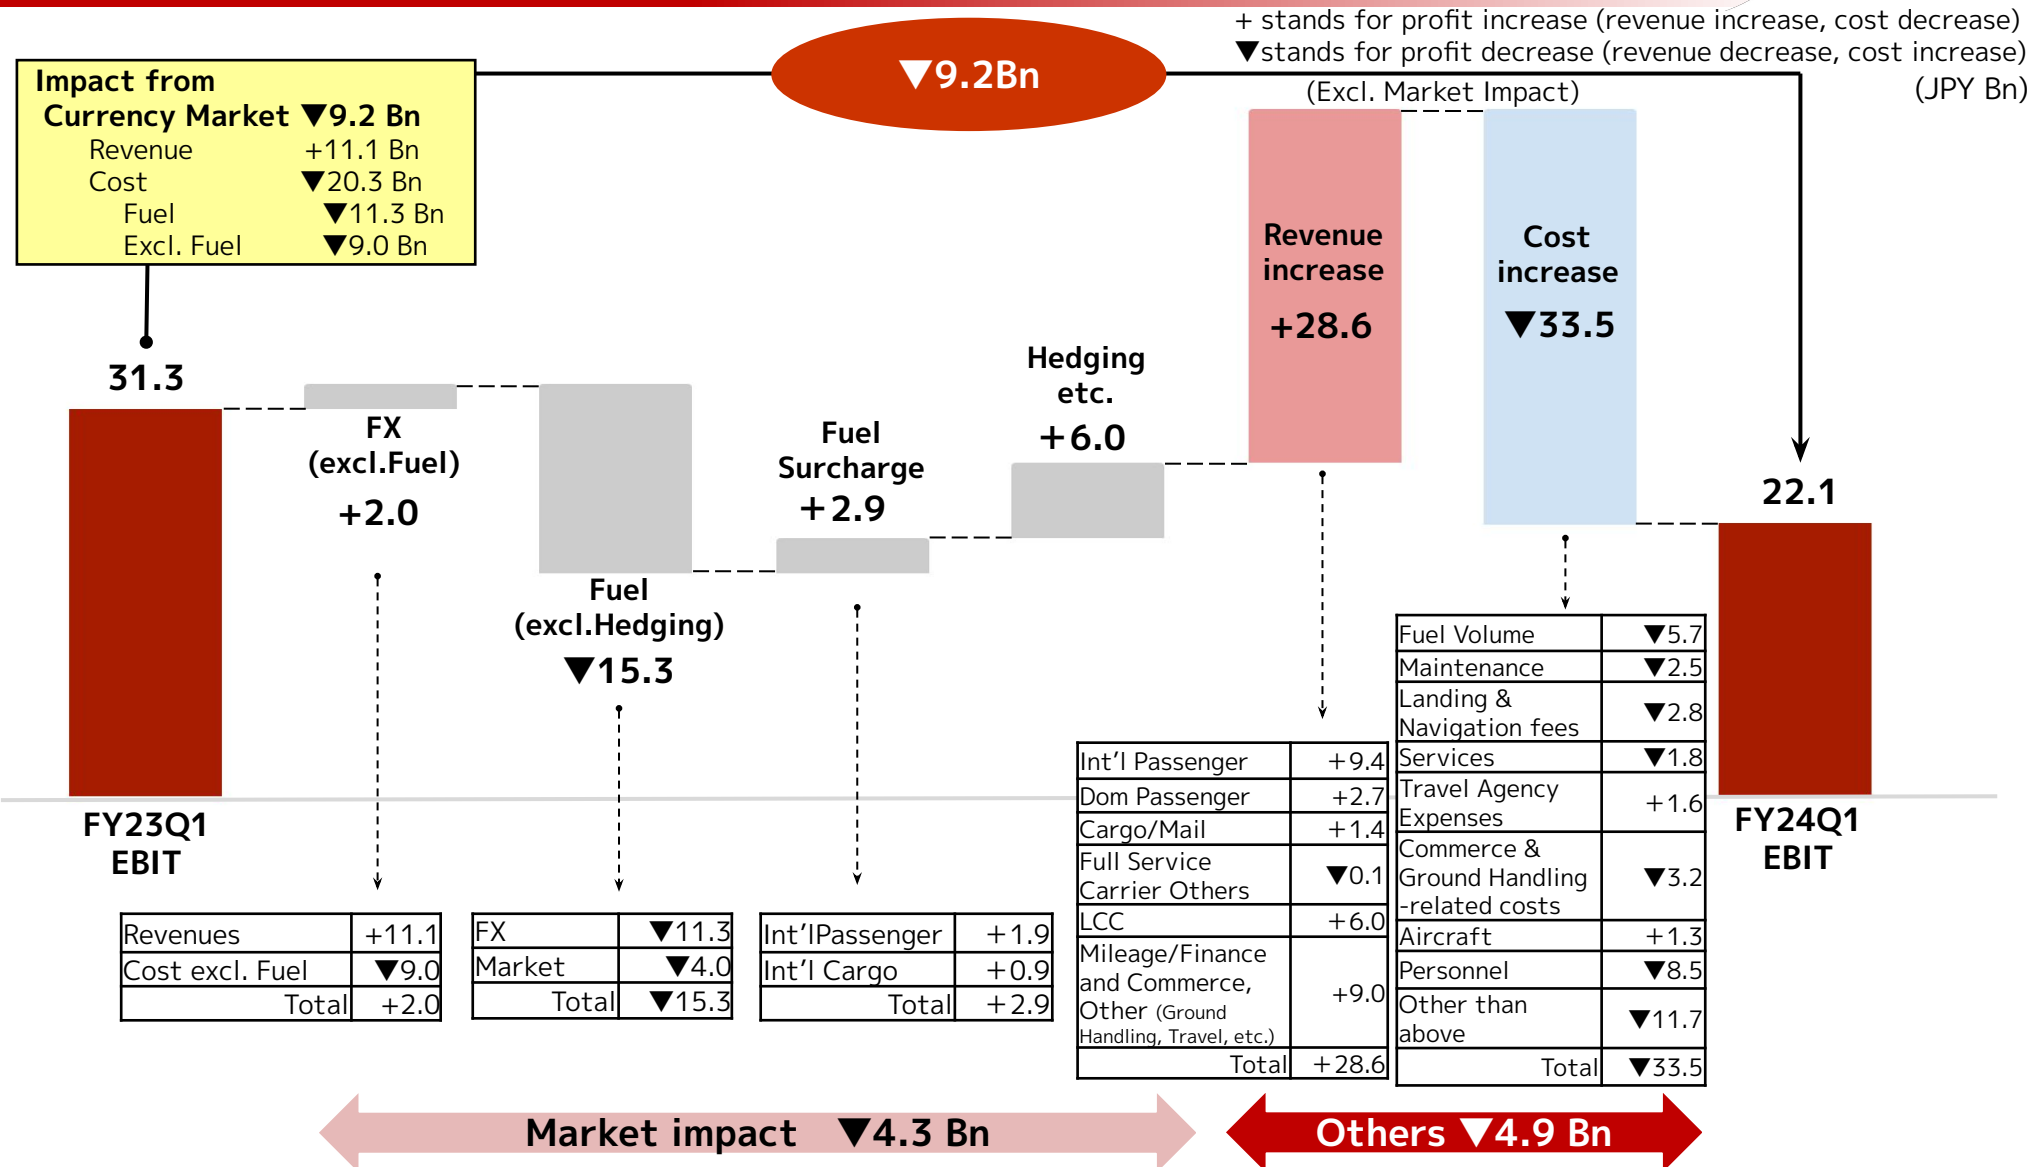 + stands for profit increase (revenue increase, cost decrease)
▼stands for profit decrease (revenue decrease, cost increase)
(JPY Bn)
▼9.2Bn
Impact from
Currency Market ▼9.2 Bn
Revenue +11.1 Bn
Cost ▼20.3 Bn
Fuel ▼11.3 Bn
Excl. Fuel ▼9.0 Bn
(Excl. Market Impact)
31.3
FY23Q1
EBIT
FX
(excl.Fuel)
+2.0
Fuel
(excl.Hedging)
▼15.3
Fuel
Surcharge
+2.9
Hedging
etc.
+6.0
Revenue
increase
+28.6
Cost
increase
▼33.5
22.1
FY24Q1
EBIT
Revenues +11.1
Cost excl. Fuel ▼9.0
Total +2.0
FX ▼11.3
Market ▼4.0
Total ▼15.3
Int’lPassenger +1.9
Int’l Cargo +0.9
Total +2.9
Int’l Passenger +9.4
Dom Passenger +2.7
Cargo/Mail +1.4
Full Service
Carrier Others ▼0.1
LCC +6.0
Mileage/Finance
and Commerce,
Other (Ground
Handling, Travel, etc.) +9.0
Total +28.6
Fuel Volume ▼5.7
Maintenance ▼2.5
Landing &
Navigation fees ▼2.8
Services ▼1.8
Travel Agency
Expenses +1.6
Commerce &
Ground Handling
-related costs ▼3.2
Aircraft +1.3
Personnel ▼8.5
Other than
above ▼11.7
Total ▼33.5
Market impact ▼4.3 Bn
Others ▼4.9 Bn